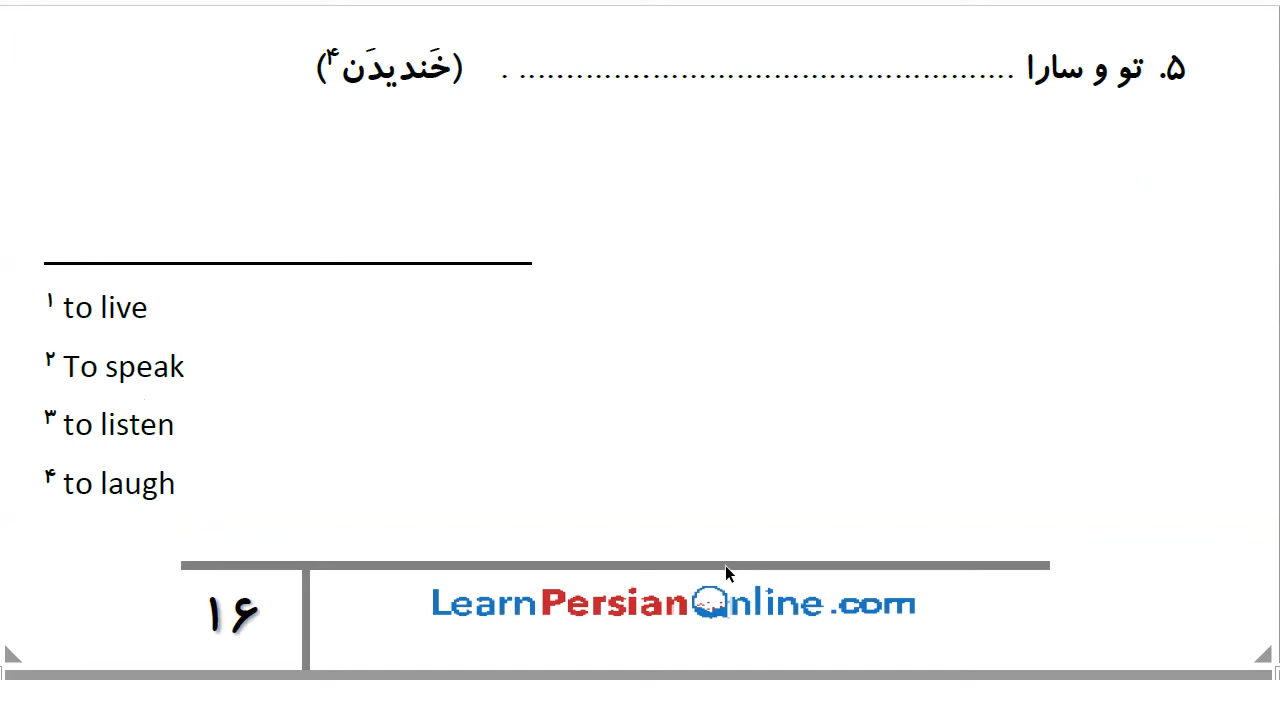 ۵. تو و سارا .................................................... . (خَندیدَن۴)
۱ to live
۲ To speak
۳ to listen
۴ to laugh
۱۶
LearnPersianOnline.com